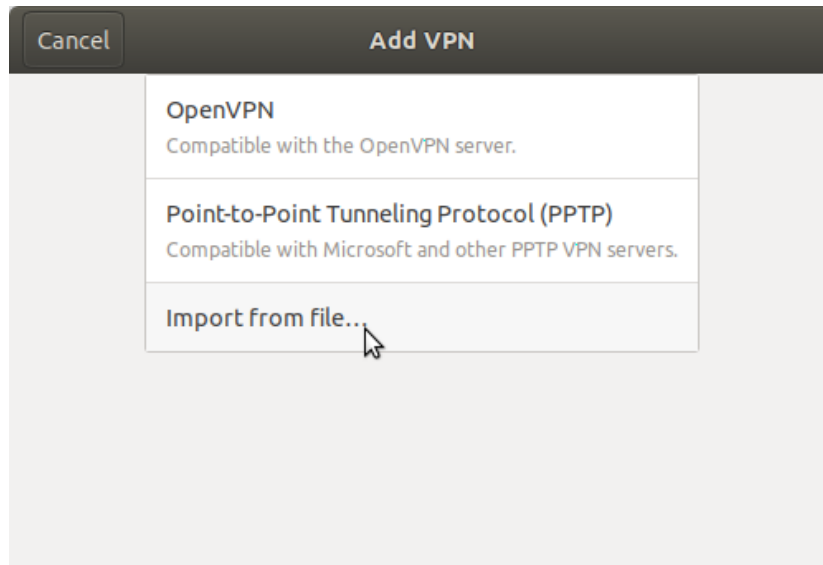 Cancel
Add VPN
OpenVPN
Compatible with the OpenVPN server.
Point-to-Point Tunneling Protocol (PPTP)
Compatible with Microsoft and other PPTP VPN servers.
Import from file…